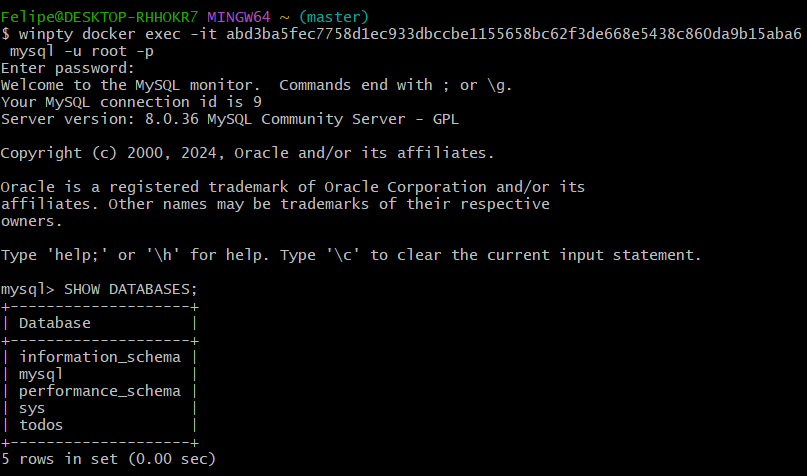 Felipe@DESKTOP-RHHOKR7 MINGW64 ~ (master)
$ winpty docker exec -it abd3ba5fec7758d1ec933dbccbe1155658bc62f3de668e5438c860da9b15aba6
 mysql -u root -p
Enter password:
Welcome to the MySQL monitor.  Commands end with ; or \g.
Your MySQL connection id is 9
Server version: 8.0.36 MySQL Community Server - GPL

Copyright (c) 2000, 2024, Oracle and/or its affiliates.

Oracle is a registered trademark of Oracle Corporation and/or its
affiliates. Other names may be trademarks of their respective
owners.

Type 'help;' or '\h' for help. Type '\c' to clear the current input statement.

mysql> SHOW DATABASES;
+--------------------+
| Database           |
+--------------------+
| information_schema |
| mysql              |
| performance_schema |
| sys                |
| todos              |
+--------------------+
5 rows in set (0.00 sec)